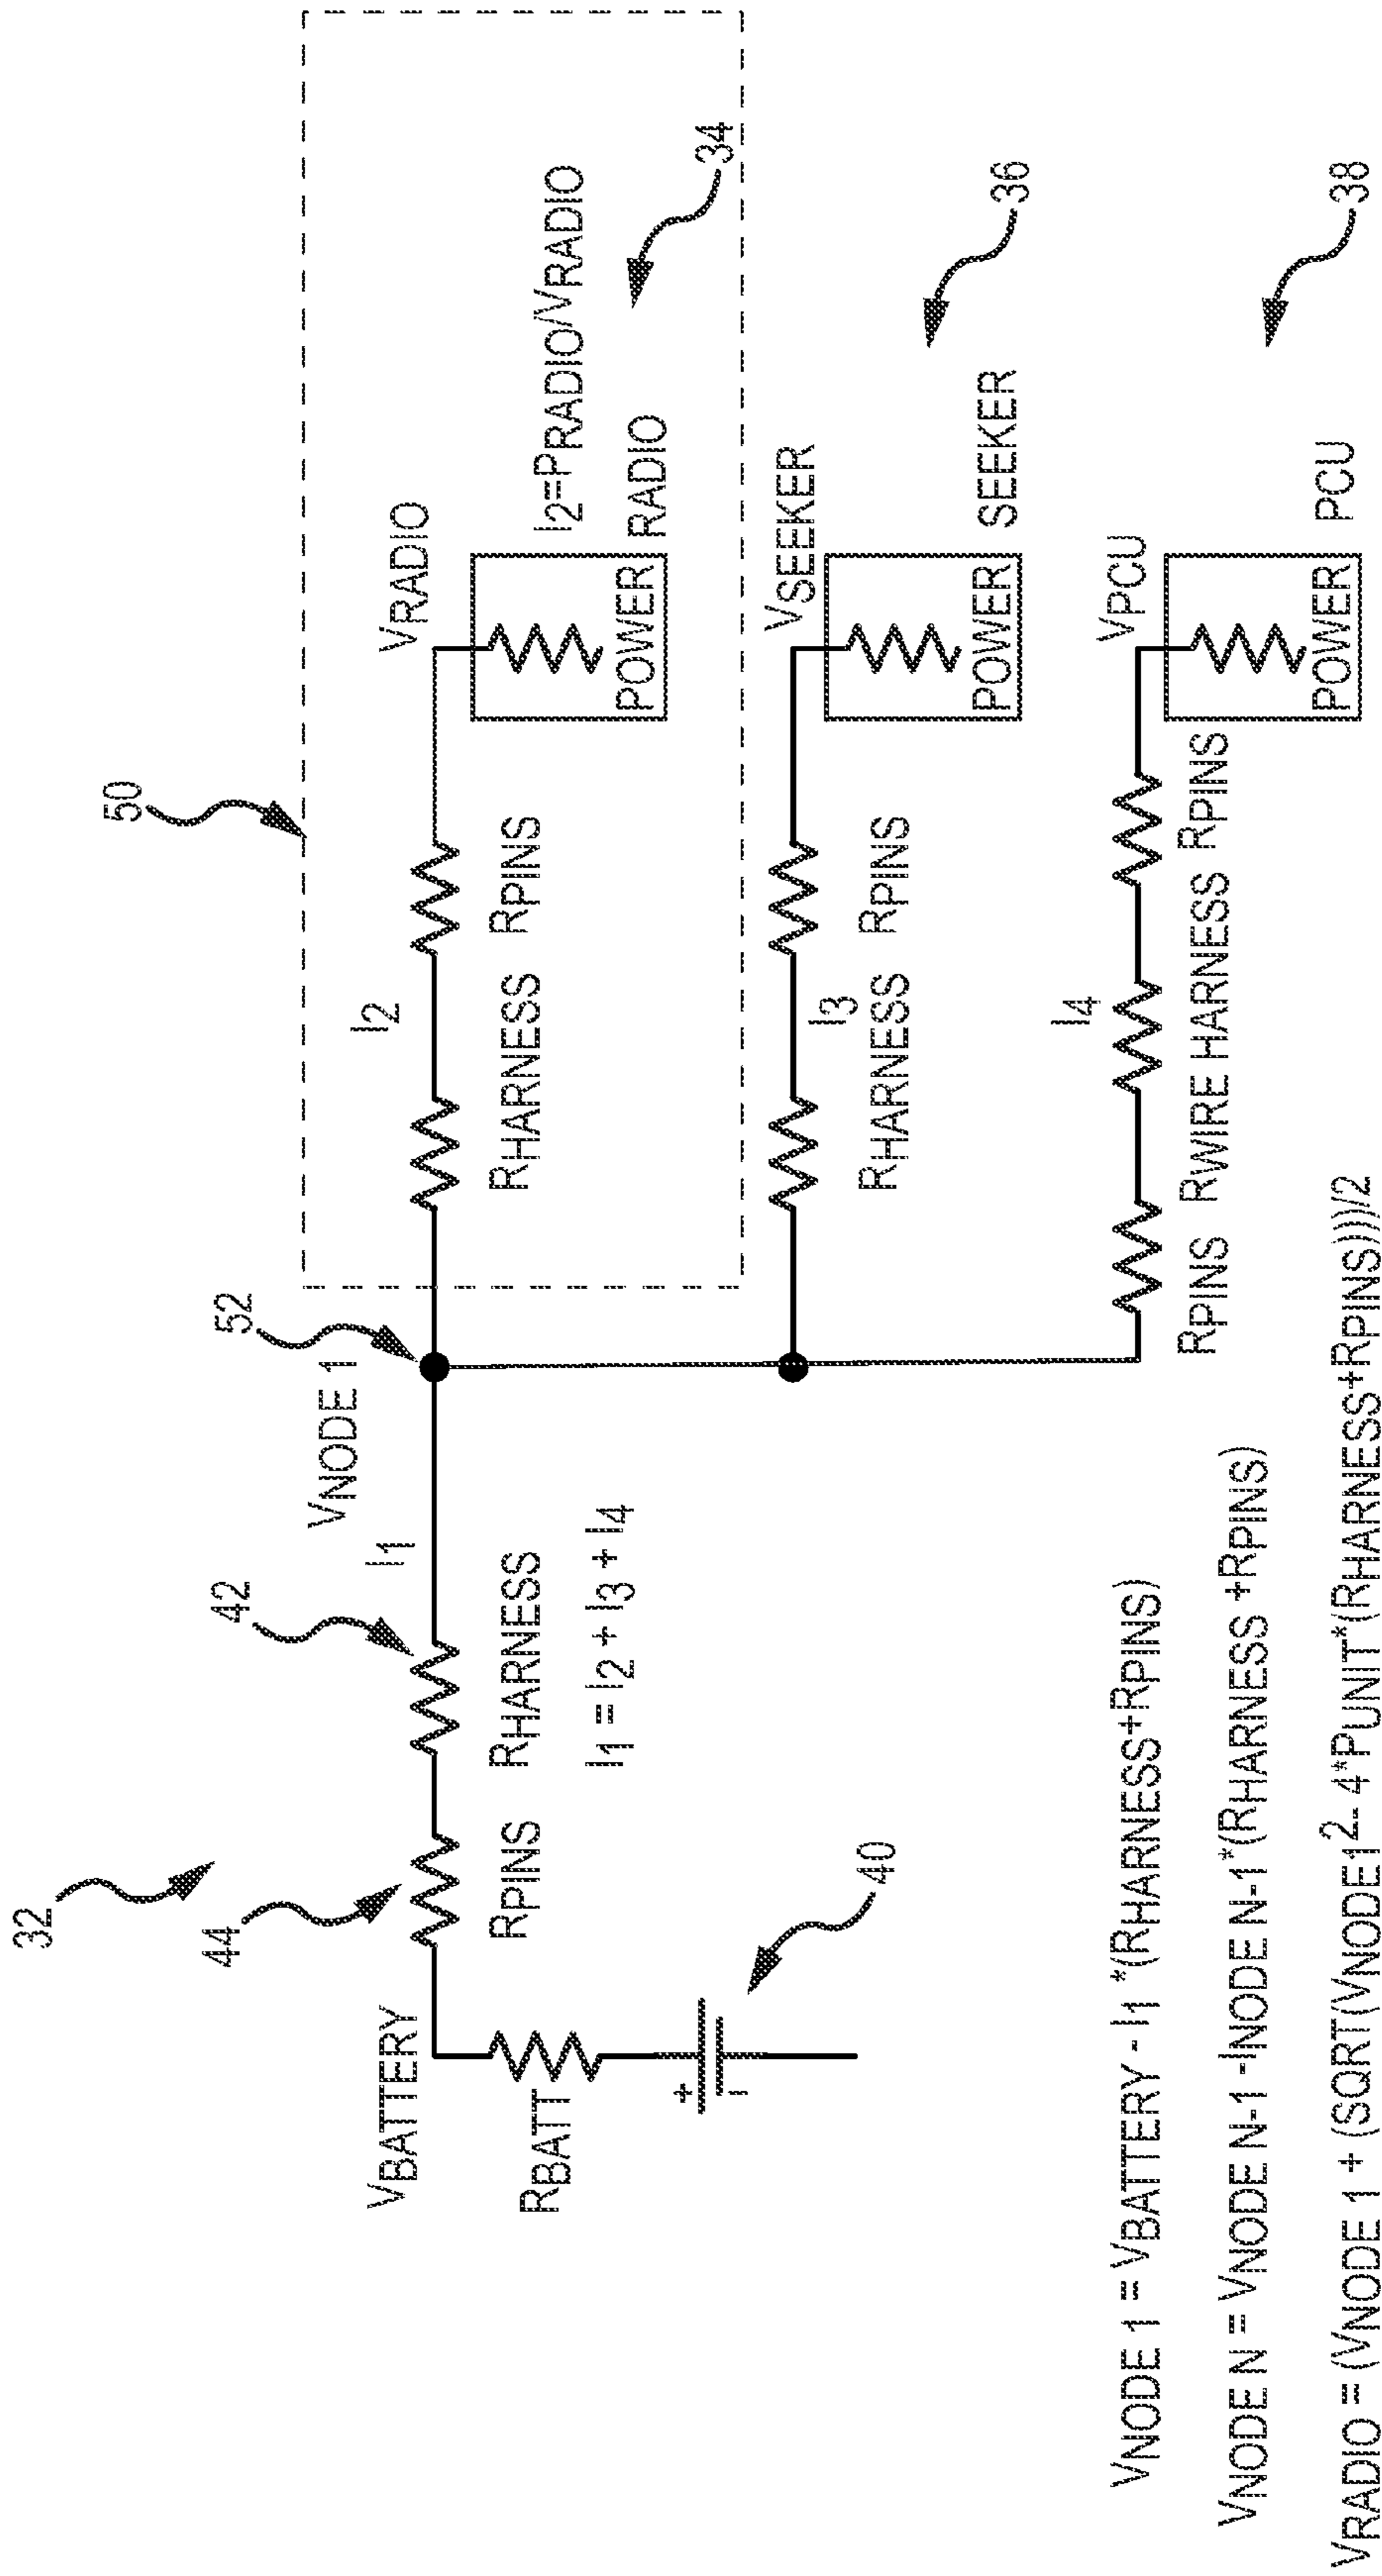 50
VRADIO
I2=PRADIO/VRADIO
34
I2
RHARNESS RPINS
POWER
RADIO
52
VNODE 1
32
42
44
I1
VBATTERY
RPINS
RHARNESS
I1 = I2 + I3 + I4
RBATT
+
-
40
VSEEKER
I3
RHARNESS RPINS
POWER
SEEKER
36
VPCU
I4
RPINS RWIRE HARNESS RPINS
POWER
PCU
38
VNODE 1 = VBATTERY - I1 *(RHARNESS+RPINS)
VNODE N = VNODE N-1 -INODE N-1*(RHARNESS +RPINS)
VRADIO = (VNODE 1 + (SQRT(VNODE1²- 4*PUNIT*(RHARNESS+RPINS)))/2